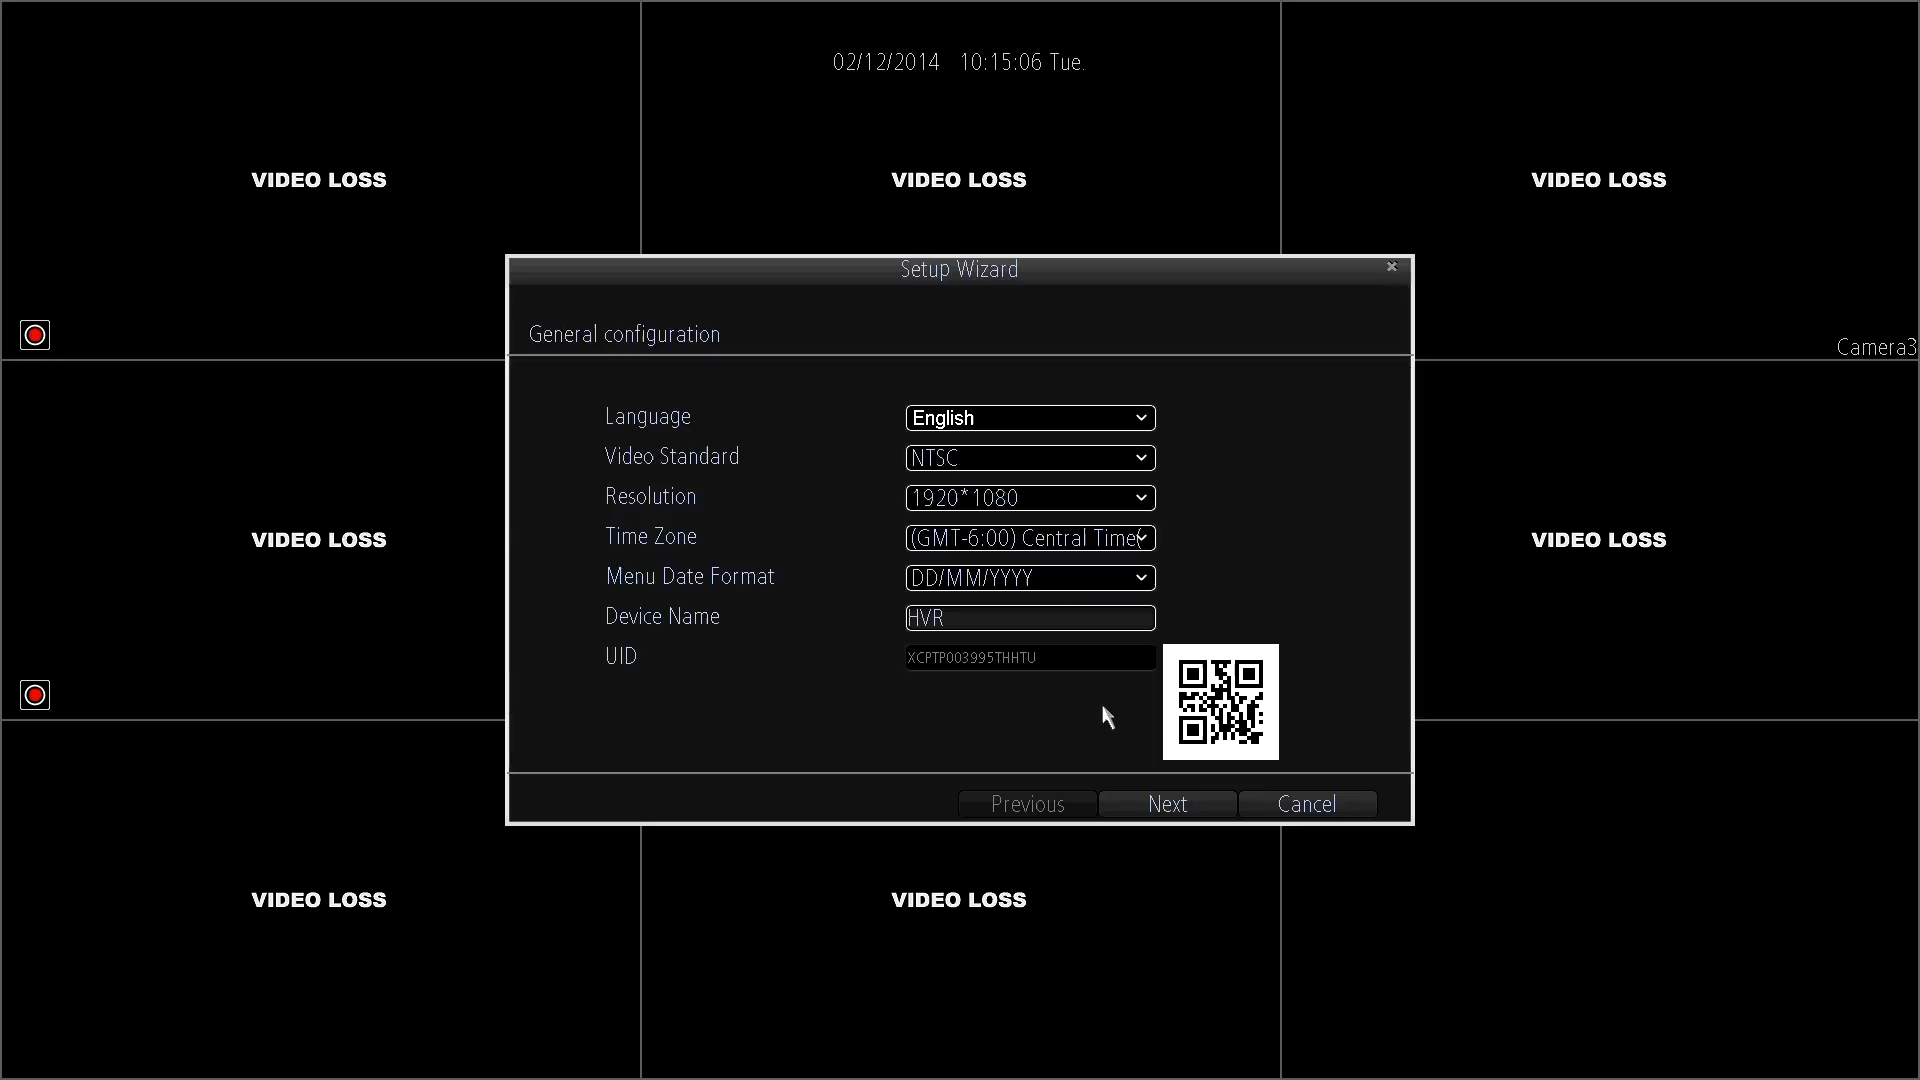 02/12/2014 10:15:06 Tue.
VIDEO LOSS
VIDEO LOSS
VIDEO LOSS
Setup Wizard
General configuration
Camera3
Language English
Video Standard NTSC
Resolution 1920*1080
Time Zone (GMT-6:00) Central Time(
Menu Date Format DD/MM/YYYY
Device Name HVR
UID XCPTP003995THHTU
VIDEO LOSS
VIDEO LOSS
Previous Next Cancel
VIDEO LOSS
VIDEO LOSS